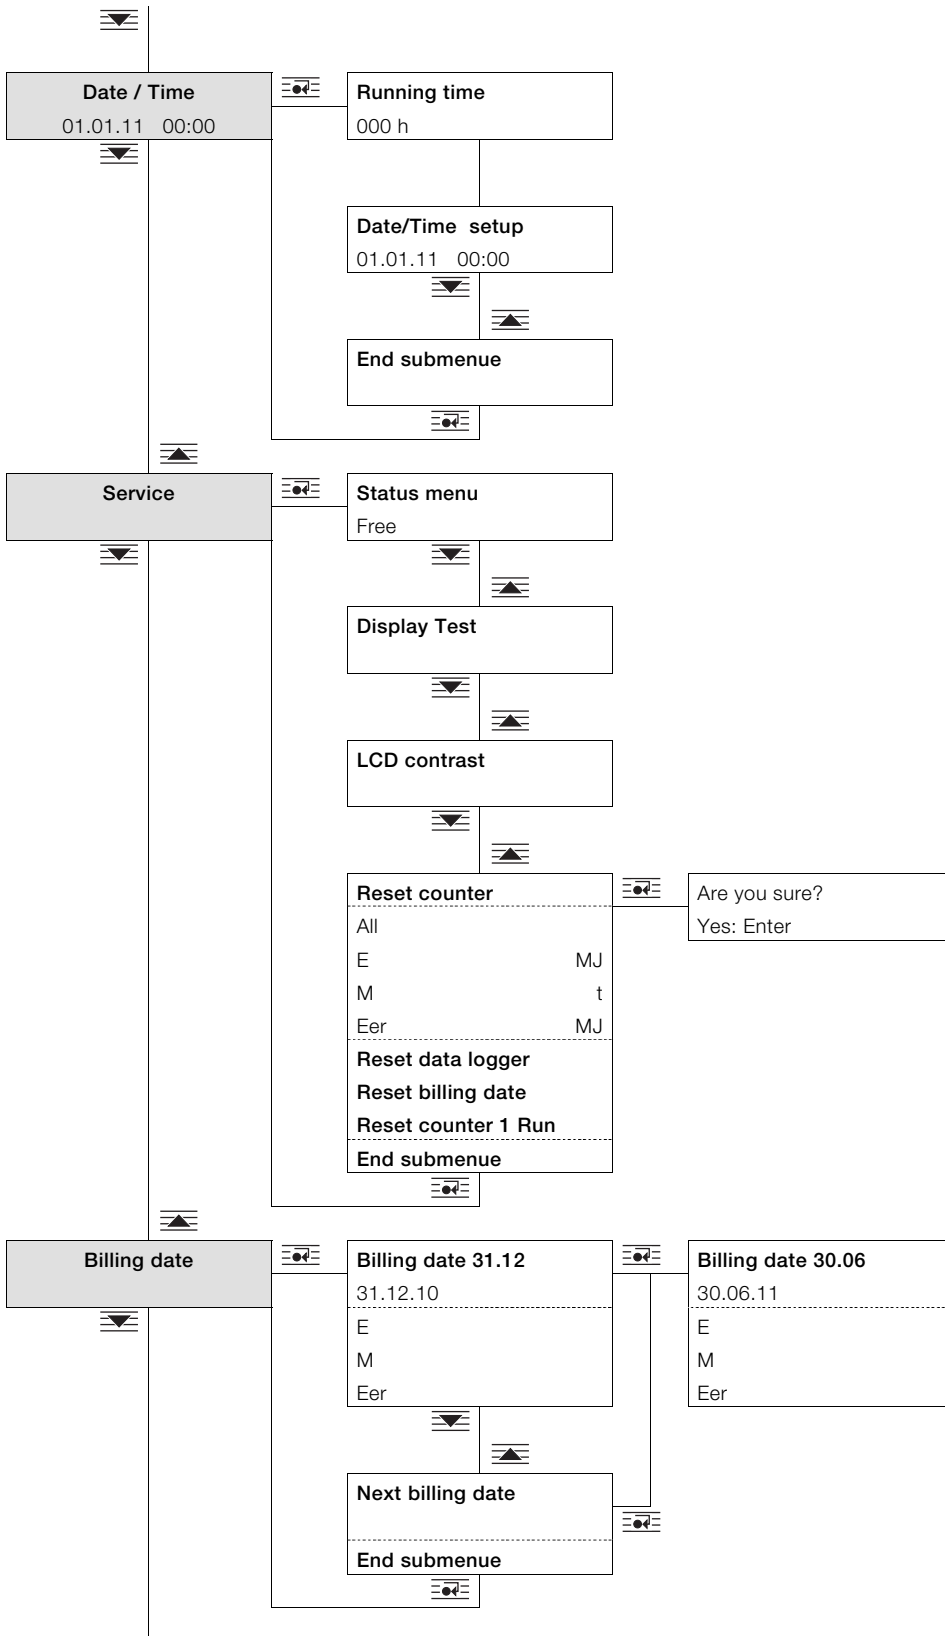 Date / Time
01.01.11 00:00
Running time
000 h
Date/Time setup
01.01.11 00:00
End submenue
Service
Status menu
Free
Display Test
LCD contrast
Reset counter
All
E MJ
M t
Eer MJ
Reset data logger
Reset billing date
Reset counter 1 Run
End submenue
Are you sure?
Yes: Enter
Billing date
Billing date 31.12
31.12.10
E
M
Eer
Billing date 30.06
30.06.11
E
M
Eer
Next billing date
End submenue